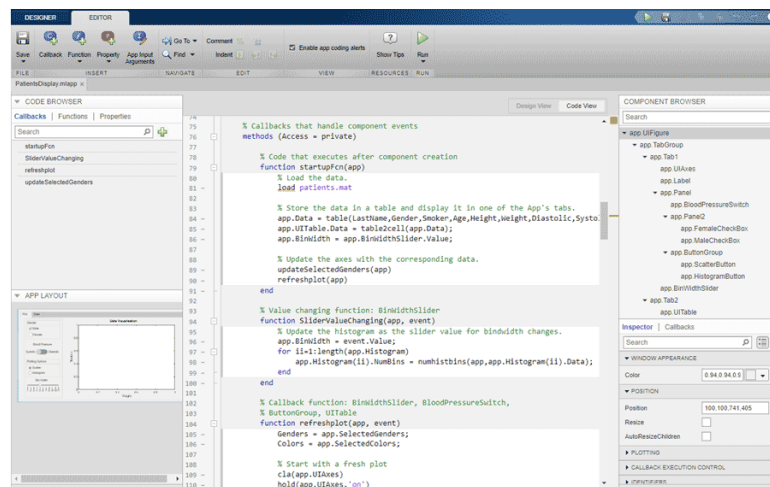 DESIGNER EDITOR
Save Callback Function Property App Input Arguments
Go To
Find
Comment
Indent
Enable app coding alerts
Show Tips
Run
FILE INSERT NAVIGATE EDIT VIEW RESOURCES RUN
PatientsDisplay.mlapp ×
CODE BROWSER
Callbacks | Functions | Properties
Search
startupFcn
SliderValueChanging
refreshplot
updateSelectedGenders
APP LAYOUT
Design View Code View
74
75 % Callbacks that handle component events
76 methods (Access = private)
77
78 % Code that executes after component creation
79 function startupFcn(app)
80 % Load the data.
81 load patients.mat
82
83 % Store the data in a table and display it in one of the App's tabs.
84 app.Data = table(LastName,Gender,Smoker,Age,Height,Weight,Diastolic,Systo
85 app.UITable.Data = table2cell(app.Data);
86 app.BinWidth = app.BinWidthSlider.Value;
87
88 % Update the axes with the corresponding data.
89 updateSelectedGenders(app)
90 refreshplot(app)
91 end
92
93 % Value changing function: BinWidthSlider
94 function SliderValueChanging(app, event)
95 % Update the histogram as the slider value for bindwidth changes.
96 app.BinWidth = event.Value;
97 for ii=1:length(app.Histogram)
98 app.Histogram(ii).NumBins = numhistbins(app,app.Histogram(ii).Data);
99 end
100 end
101
102 % Callback function: BinWidthSlider, BloodPressureSwitch,
103 % ButtonGroup, UITable
104 function refreshplot(app, event)
105 Genders = app.SelectedGenders;
106 Colors = app.SelectedColors;
107
108 % Start with a fresh plot
109 cla(app.UIAxes)
110 hold(app.UIAxes,'on')
COMPONENT BROWSER
Search
app.UIFigure
app.TabGroup
app.Tab1
app.UIAxes
app.Label
app.Panel
app.BloodPressureSwitch
app.Panel2
app.FemaleCheckBox
app.MaleCheckBox
app.ButtonGroup
app.ScatterButton
app.HistogramButton
app.BinWidthSlider
app.Tab2
app.UITable
Inspector | Callbacks
Search
WINDOW APPEARANCE
Color 0.94,0.94,0.9
POSITION
Position 100,100,741,405
Resize
AutoResizeChildren
PLOTTING
CALLBACK EXECUTION CONTROL
IDENTIFIERS